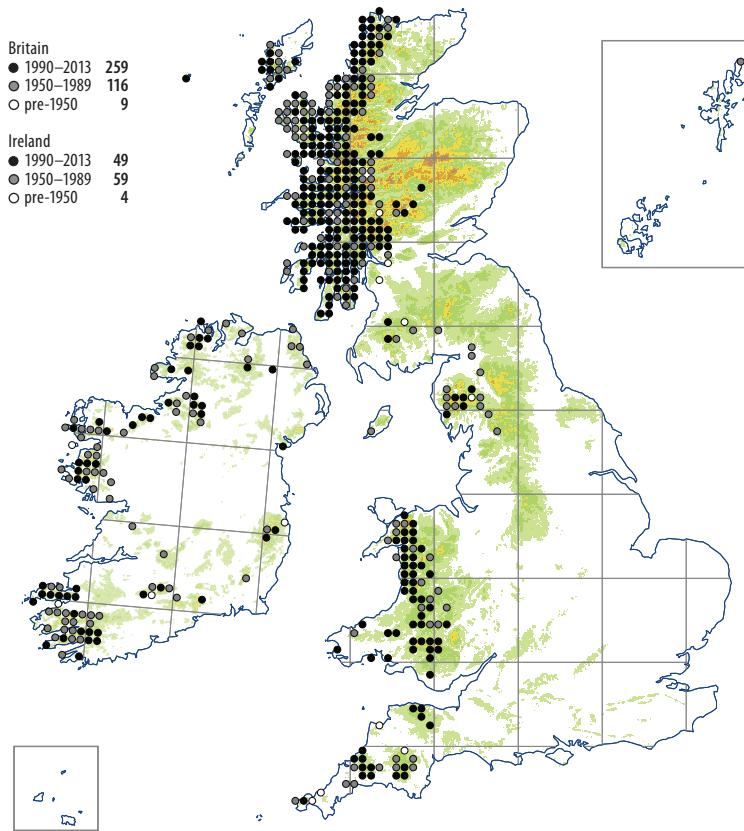 Britain
● 1990–2013 259
● 1950–1989 116
○ pre-1950 9
Ireland
● 1990–2013 49
● 1950–1989 59
○ pre-1950 4